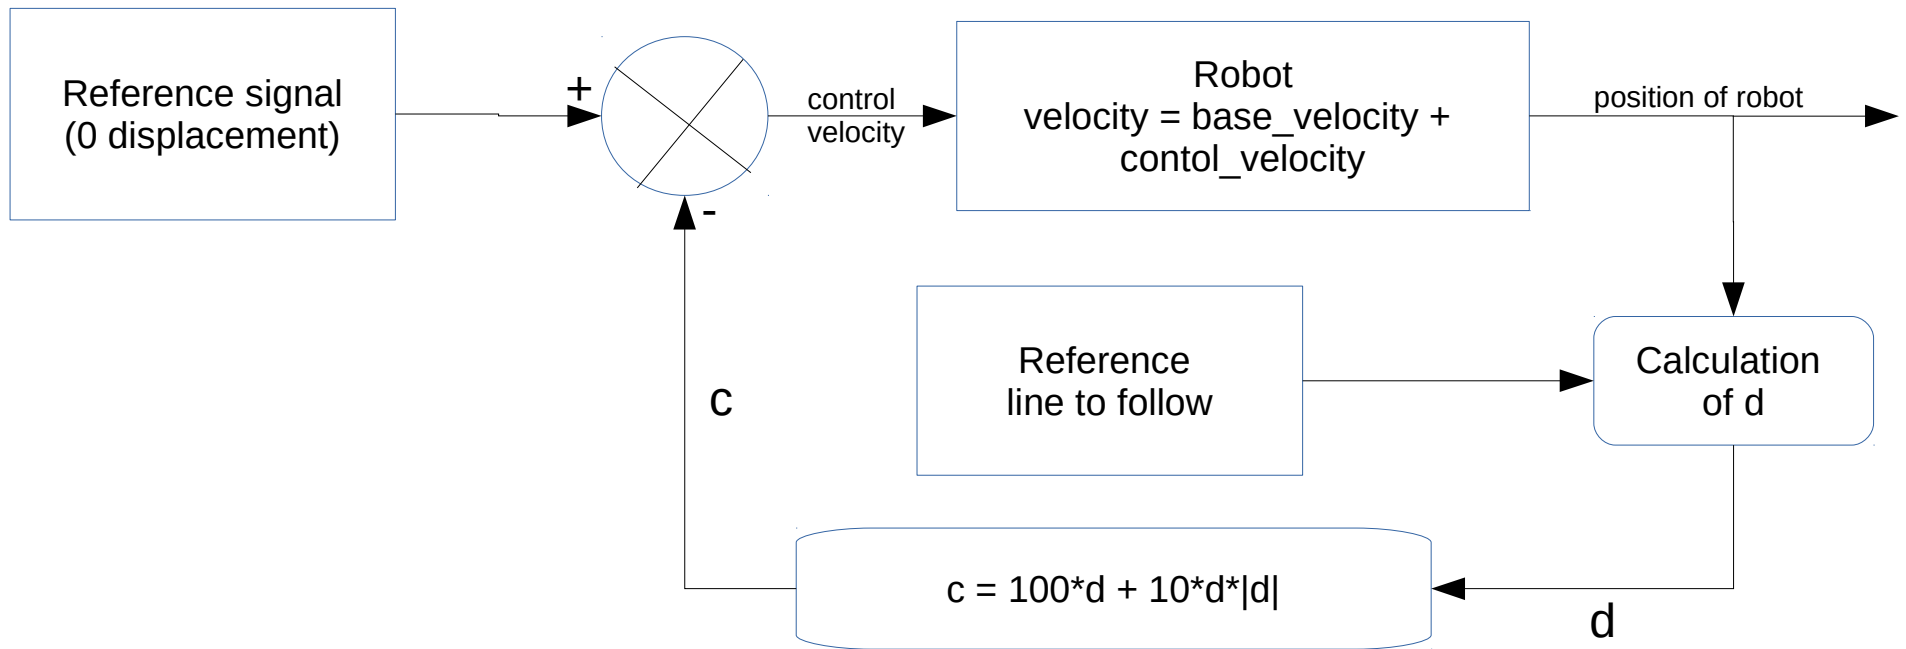 Reference signal
(0 displacement)
+
-
control
velocity
Robot
velocity = base_velocity +
contol_velocity
position of robot
Reference
line to follow
Calculation
of d
c
c = 100*d + 10*d*|d|
d